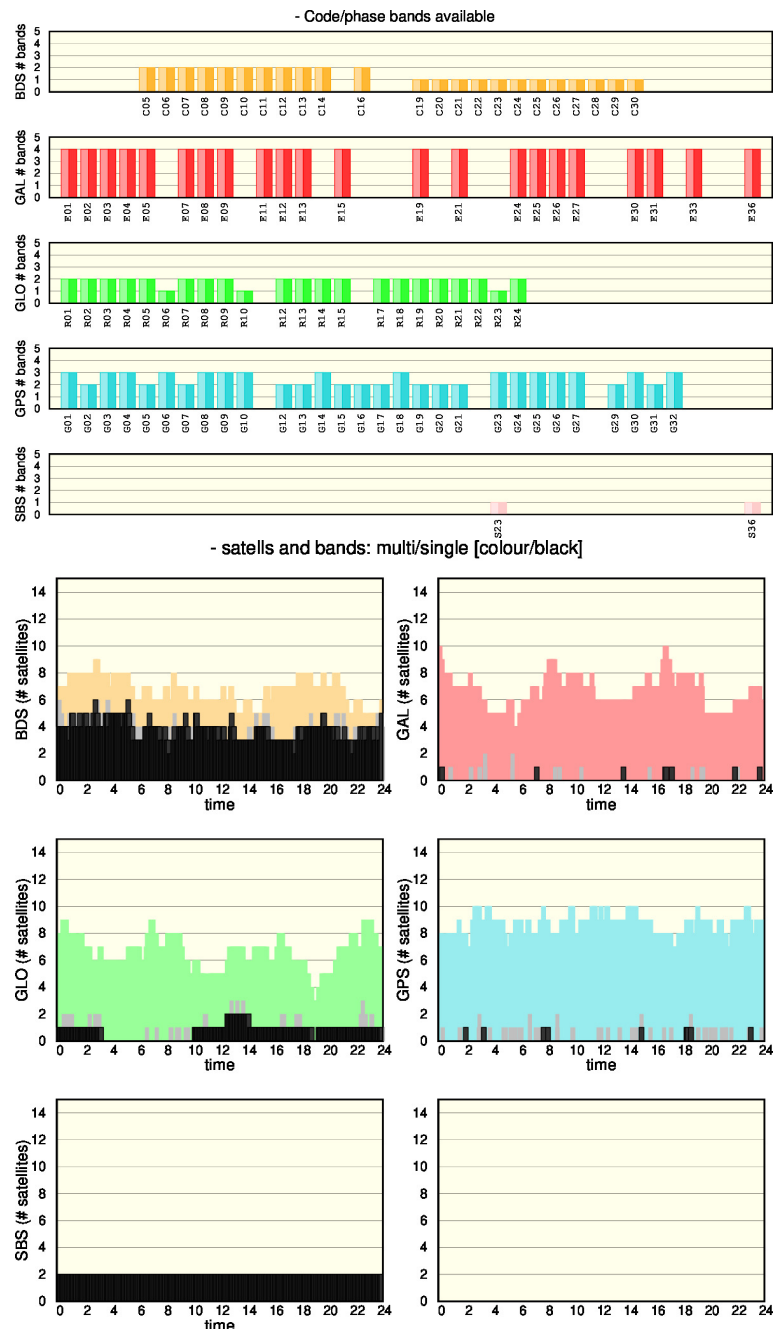 - Code/phase bands available
BDS # bands
5
4
3
2
1
0
C05 C06 C07 C08 C09 C10 C11 C12 C13 C14 C16 C19 C20 C21 C22 C23 C24 C25 C26 C27 C28 C29 C30
GAL # bands
5
4
3
2
1
0
E01 E02 E03 E04 E05 E07 E08 E09 E11 E12 E13 E15 E19 E21 E24 E25 E26 E27 E30 E31 E33 E36
GLO # bands
5
4
3
2
1
0
R01 R02 R03 R04 R05 R06 R07 R08 R09 R10 R12 R13 R14 R15 R17 R18 R19 R20 R21 R22 R23 R24
GPS # bands
5
4
3
2
1
0
G01 G02 G03 G04 G05 G06 G07 G08 G09 G10 G12 G13 G14 G15 G16 G17 G18 G19 G20 G21 G23 G24 G25 G26 G27 G29 G30 G31 G32
SBS # bands
5
4
3
2
1
0
S23 S36
- satells and bands: multi/single [colour/black]
BDS (# satellites)
14
12
10
8
6
4
2
0
0 2 4 6 8 10 12 14 16 18 20 22 24
time
GAL (# satellites)
14
12
10
8
6
4
2
0
0 2 4 6 8 10 12 14 16 18 20 22 24
time
GLO (# satellites)
14
12
10
8
6
4
2
0
0 2 4 6 8 10 12 14 16 18 20 22 24
time
GPS (# satellites)
14
12
10
8
6
4
2
0
0 2 4 6 8 10 12 14 16 18 20 22 24
time
SBS (# satellites)
14
12
10
8
6
4
2
0
0 2 4 6 8 10 12 14 16 18 20 22 24
time
14
12
10
8
6
4
2
0
0 2 4 6 8 10 12 14 16 18 20 22 24